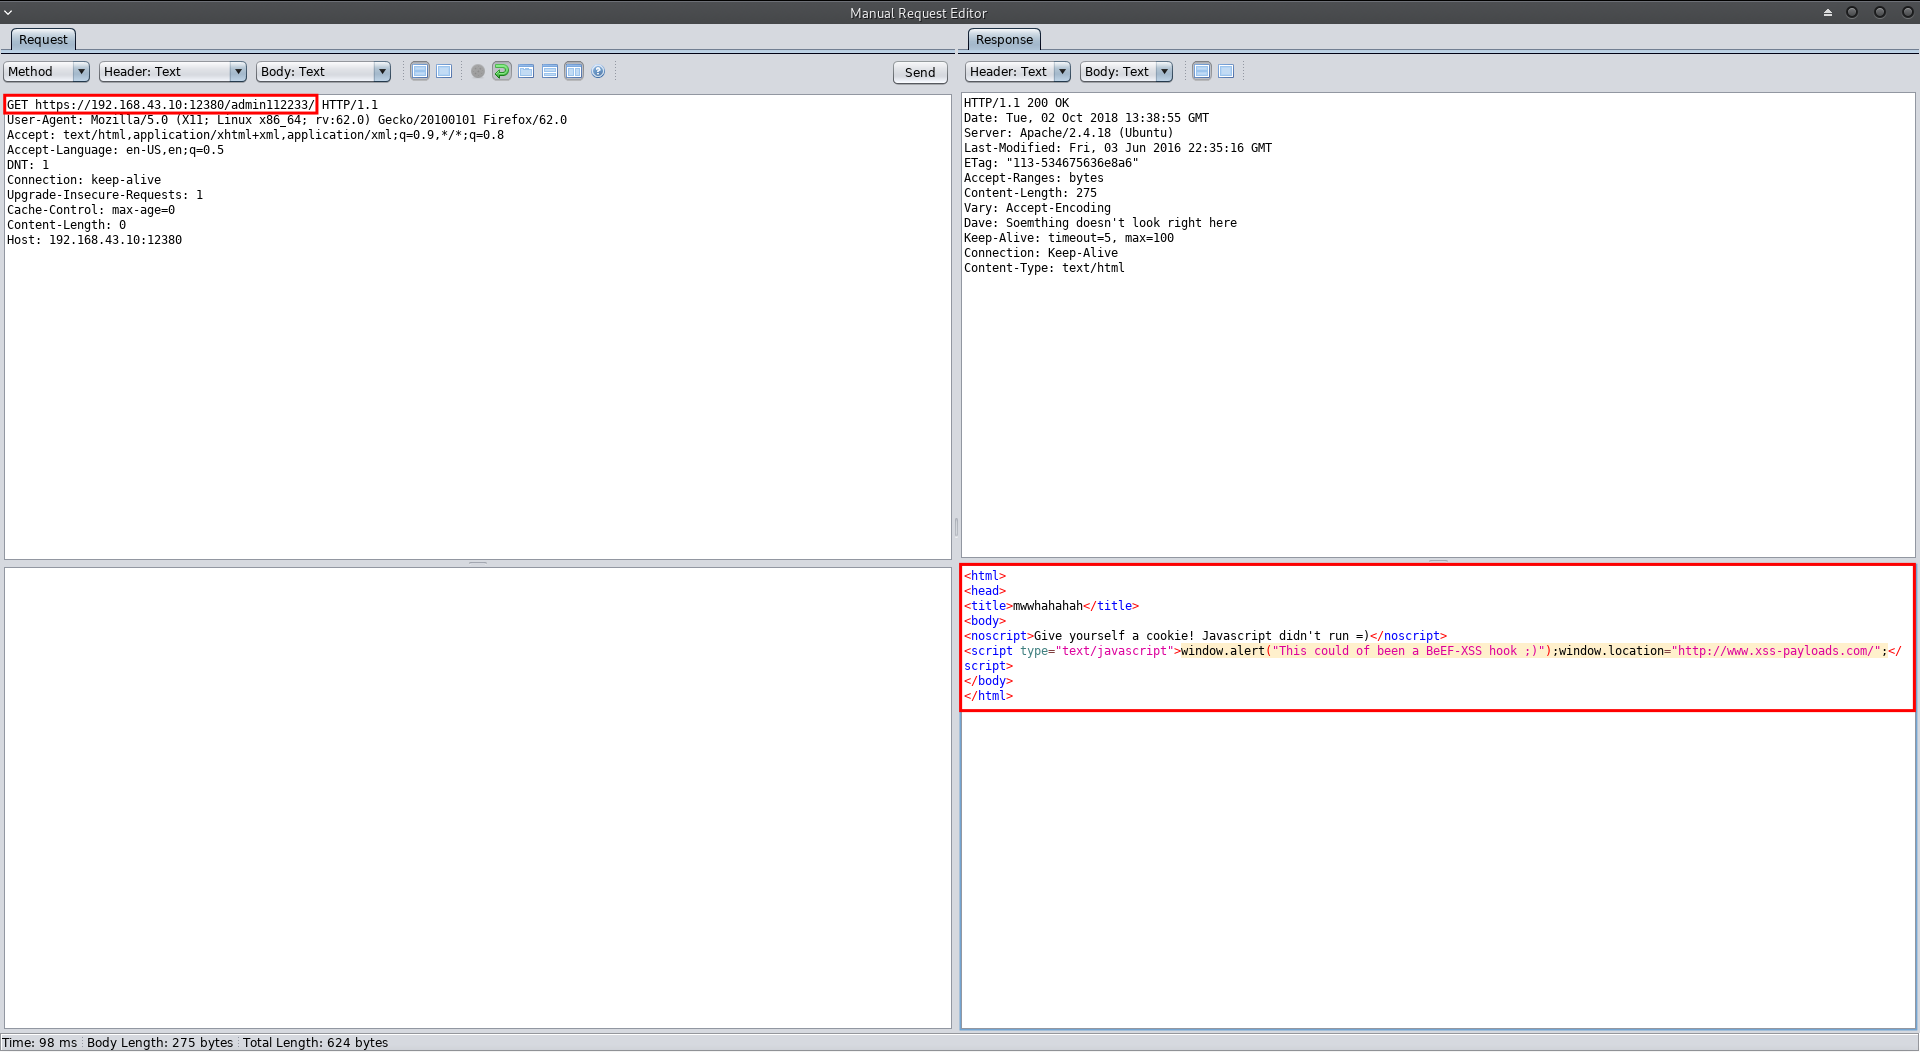 Manual Request Editor
Request
Method
Header: Text
Body: Text
Send
GET https://192.168.43.10:12380/admin112233/ HTTP/1.1
User-Agent: Mozilla/5.0 (X11; Linux x86_64; rv:62.0) Gecko/20100101 Firefox/62.0
Accept: text/html,application/xhtml+xml,application/xml;q=0.9,*/*;q=0.8
Accept-Language: en-US,en;q=0.5
DNT: 1
Connection: keep-alive
Upgrade-Insecure-Requests: 1
Cache-Control: max-age=0
Content-Length: 0
Host: 192.168.43.10:12380
Response
Header: Text
Body: Text
HTTP/1.1 200 OK
Date: Tue, 02 Oct 2018 13:38:55 GMT
Server: Apache/2.4.18 (Ubuntu)
Last-Modified: Fri, 03 Jun 2016 22:35:16 GMT
ETag: "113-534675636e8a6"
Accept-Ranges: bytes
Content-Length: 275
Vary: Accept-Encoding
Dave: Soemthing doesn't look right here
Keep-Alive: timeout=5, max=100
Connection: Keep-Alive
Content-Type: text/html
<html>
<head>
<title>mwwhahahah</title>
<body>
<noscript>Give yourself a cookie! Javascript didn't run =)</noscript>
<script type="text/javascript">window.alert("This could of been a BeEF-XSS hook ;)");window.location="http://www.xss-payloads.com/";</
script>
</body>
</html>
Time: 98 ms Body Length: 275 bytes Total Length: 624 bytes